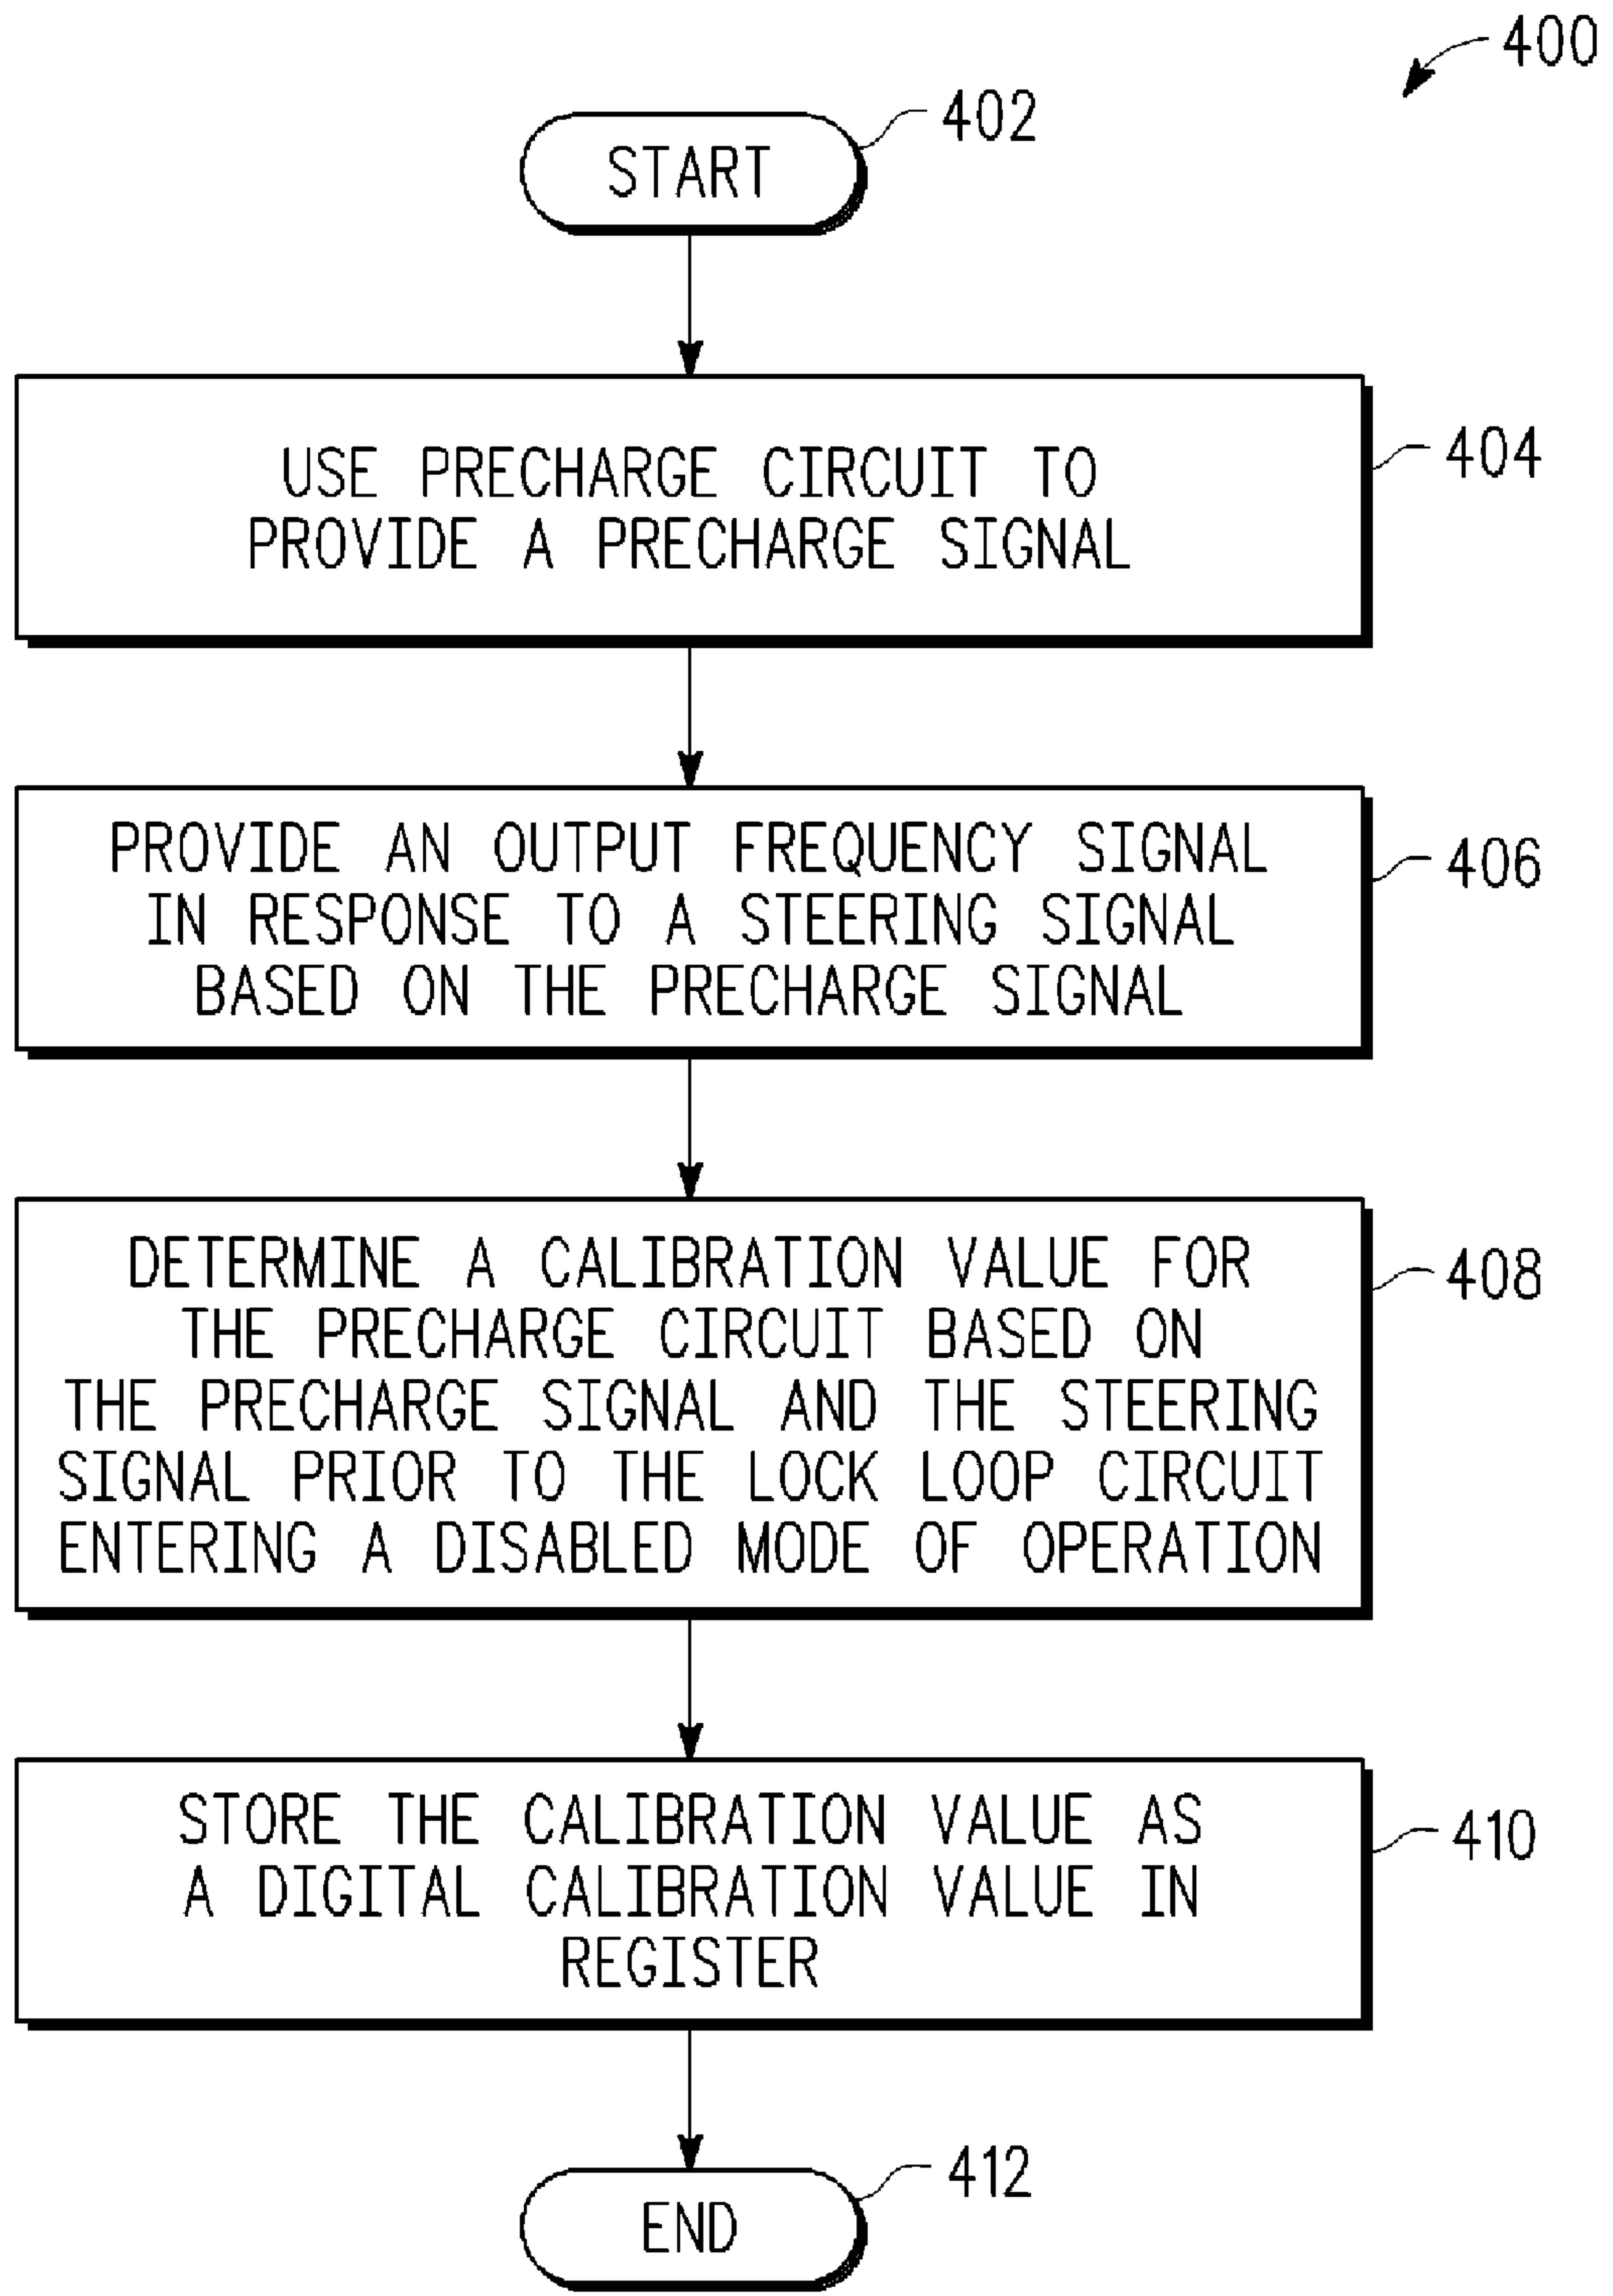 400
402
START
USE PRECHARGE CIRCUIT TO
PROVIDE A PRECHARGE SIGNAL
404
PROVIDE AN OUTPUT FREQUENCY SIGNAL
IN RESPONSE TO A STEERING SIGNAL
BASED ON THE PRECHARGE SIGNAL
406
DETERMINE A CALIBRATION VALUE FOR
THE PRECHARGE CIRCUIT BASED ON
THE PRECHARGE SIGNAL AND THE STEERING
SIGNAL PRIOR TO THE LOCK LOOP CIRCUIT
ENTERING A DISABLED MODE OF OPERATION
408
STORE THE CALIBRATION VALUE AS
A DIGITAL CALIBRATION VALUE IN
REGISTER
410
412
END